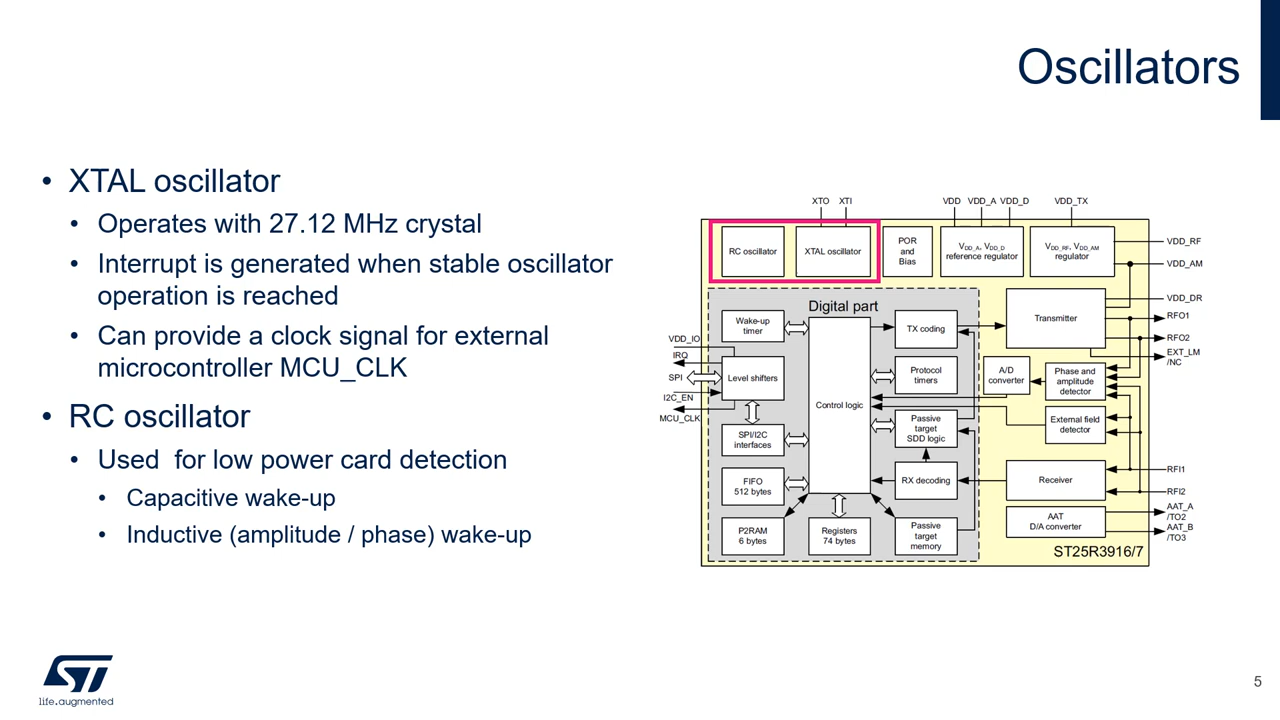 Oscillators
• XTAL oscillator
• Operates with 27.12 MHz crystal
• Interrupt is generated when stable oscillator
operation is reached
• Can provide a clock signal for external
microcontroller MCU_CLK
• RC oscillator
• Used  for low power card detection
• Capacitive wake-up
• Inductive (amplitude / phase) wake-up
XTO
XTI
VDD
VDD_A
VDD_D
VDD_TX
RC oscillator
XTAL oscillator
POR
and
Bias
VDD_A, VDD_D
reference regulator
VDD_RF, VDD_AM
regulator
VDD_RF
VDD_AM
Digital part
Wake-up
timer
TX coding
Transmitter
VDD_DR
RFO1
RFO2
EXT_LM
/NC
VDD_IO
IRQ
SPI
I2C_EN
MCU_CLK
Level shifters
Control logic
Protocol
timers
A/D
converter
Phase and
amplitude
detector
SPI/I2C
interfaces
Passive
target
SDD logic
External field
detector
FIFO
512 bytes
RX decoding
Receiver
RFI1
RFI2
P2RAM
6 bytes
Registers
74 bytes
Passive
target
memory
AAT
D/A converter
AAT_A
/TO2
AAT_B
/TO3
ST25R3916/7
ST
life.augmented
5